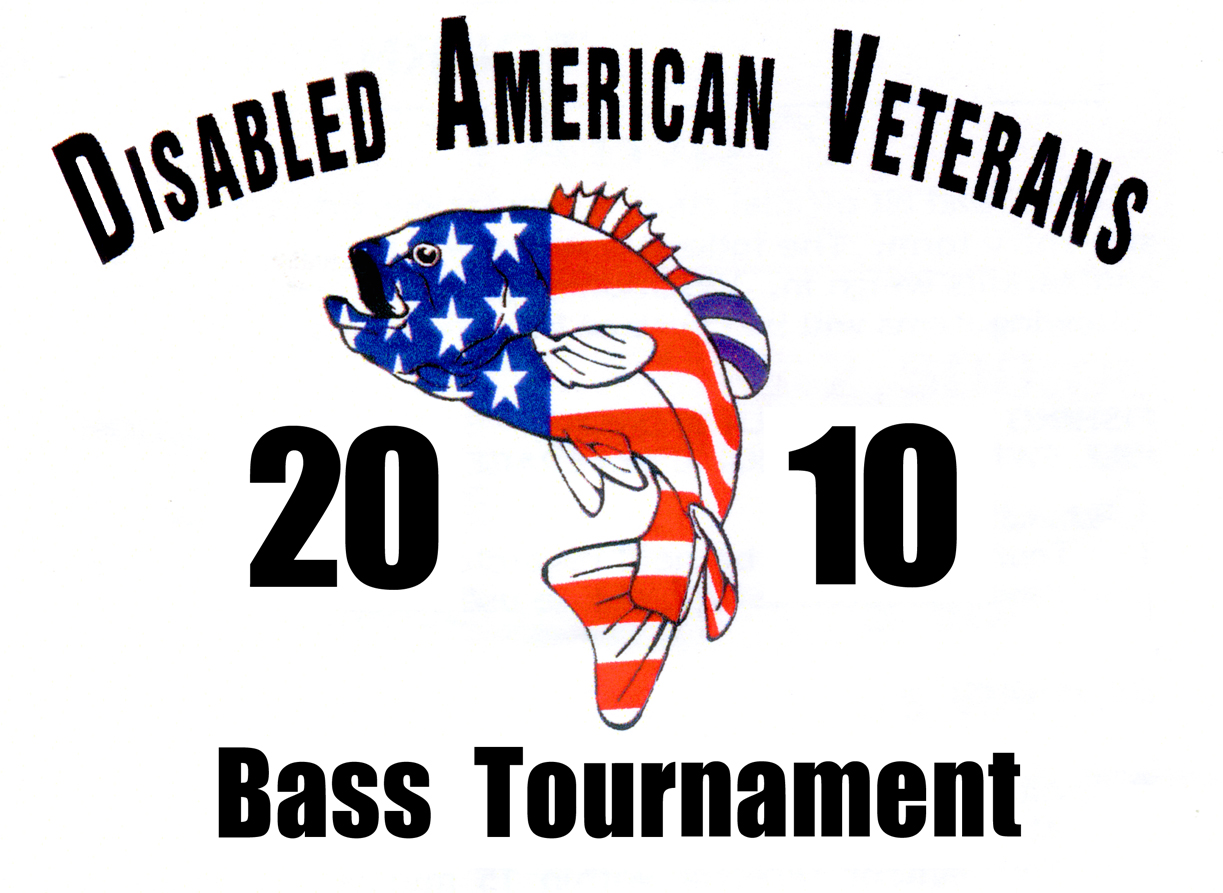 DISABLED AMERICAN VETERANS
20 10
Bass Tournament